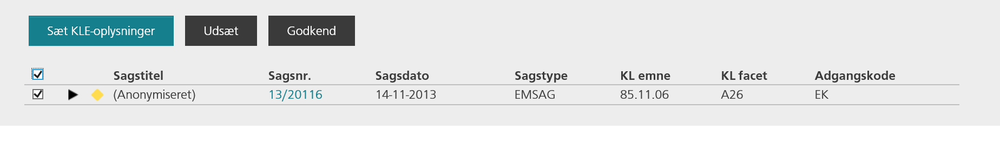 Sæt KLE-oplysninger Udsæt Godkend
Sagstitel Sagsnr. Sagsdato Sagstype KL emne KL facet Adgangskode
(Anonymiseret) 13/20116 14-11-2013 EMSAG 85.11.06 A26 EK